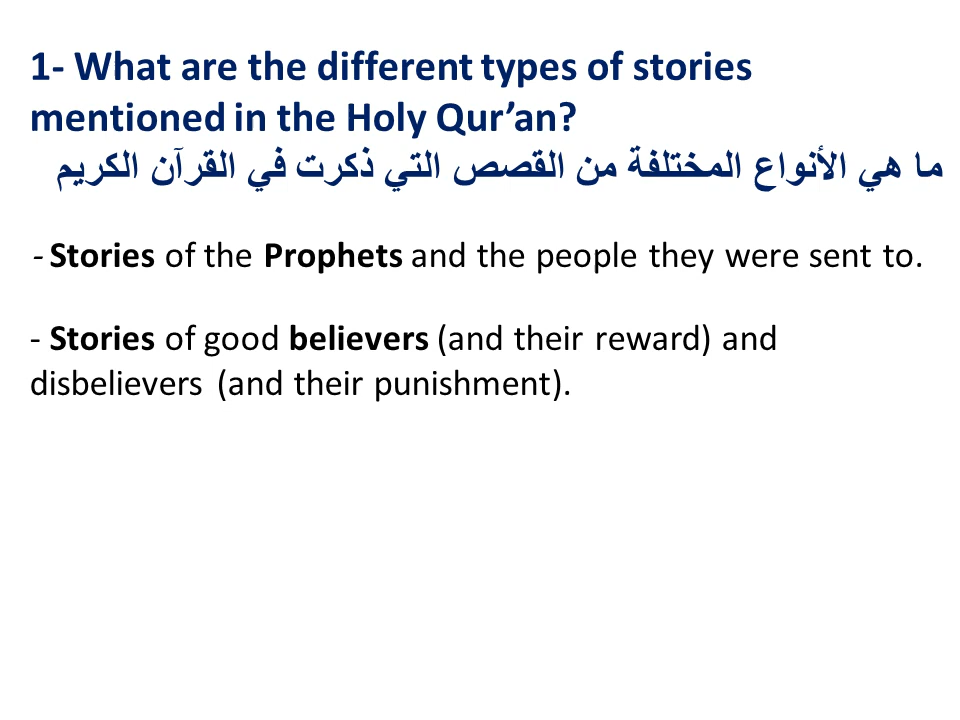 1- What are the different types of stories
mentioned in the Holy Qur’an?
ما هي الأنواع المختلفة من القصص التي ذكرت في القرآن الكريم
- Stories of the Prophets and the people they were sent to.
- Stories of good believers (and their reward) and
disbelievers (and their punishment).